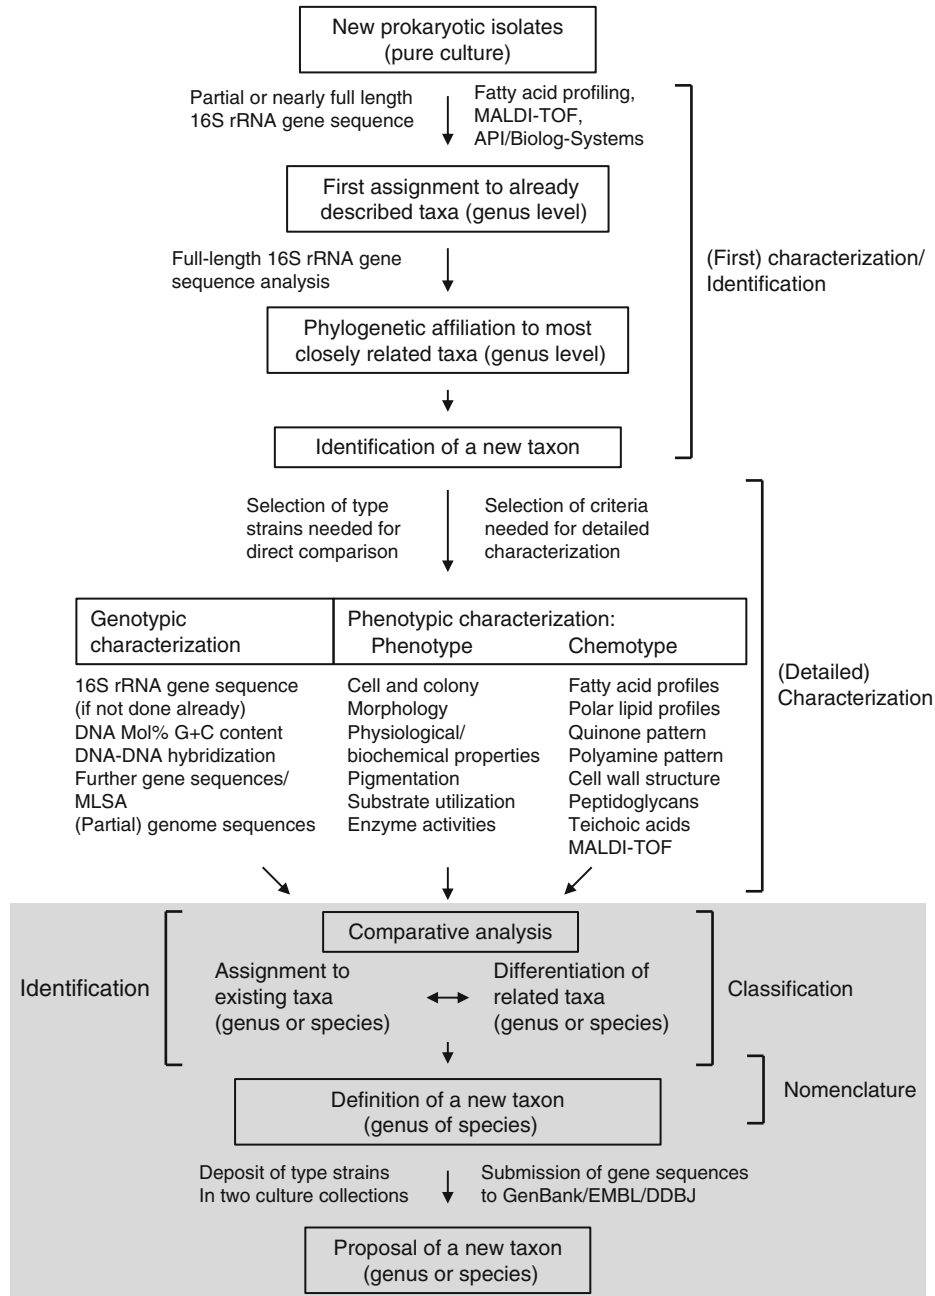 New prokaryotic isolates
(pure culture)
Partial or nearly full length
16S rRNA gene sequence
Fatty acid profiling,
MALDI-TOF,
API/Biolog-Systems
First assignment to already
described taxa (genus level)
(First) characterization/
Identification
Full-length 16S rRNA gene
sequence analysis
Phylogenetic affiliation to most
closely related taxa (genus level)
Identification of a new taxon
Selection of type
strains needed for
direct comparison
Selection of criteria
needed for detailed
characterization
Genotypic
characterization
Phenotypic characterization:
Phenotype
Chemotype
(Detailed)
Characterization
16S rRNA gene sequence
(if not done already)
DNA Mol% G+C content
DNA-DNA hybridization
Further gene sequences/
MLSA
(Partial) genome sequences
Cell and colony
Morphology
Physiological/
biochemical properties
Pigmentation
Substrate utilization
Enzyme activities
Fatty acid profiles
Polar lipid profiles
Quinone pattern
Polyamine pattern
Cell wall structure
Peptidoglycans
Teichoic acids
MALDI-TOF
Comparative analysis
Identification
Assignment to
existing taxa
(genus or species)
Differentiation of
related taxa
(genus or species)
Classification
Nomenclature
Definition of a new taxon
(genus of species)
Deposit of type strains
In two culture collections
Submission of gene sequences
to GenBank/EMBL/DDBJ
Proposal of a new taxon
(genus or species)